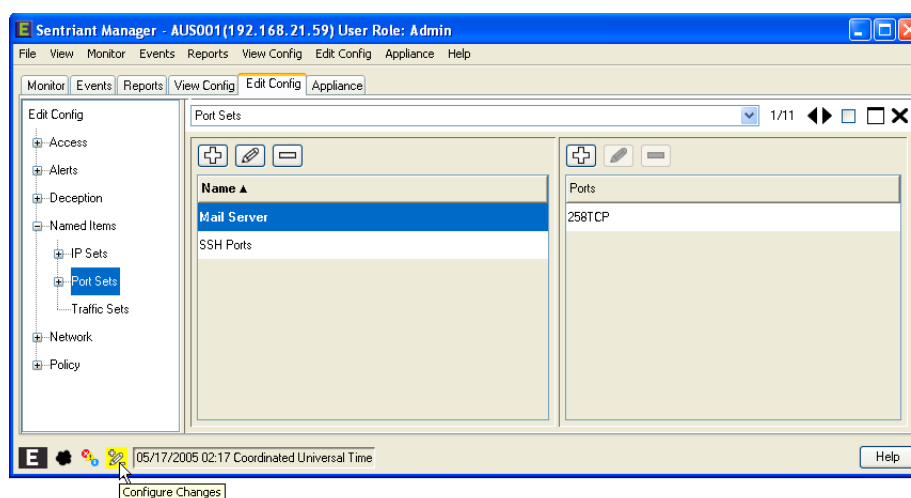 E Sentriant Manager - AUS001(192.168.21.59) User Role: Admin
File View Monitor Events Reports View Config Edit Config Appliance Help
Monitor Events Reports View Config Edit Config Appliance
Edit Config
Access
Alerts
Deception
Named Items
IP Sets
Port Sets
Traffic Sets
Network
Policy
Port Sets 1/11
Name
Mail Server
SSH Ports
Ports
258TCP
E 05/17/2005 02:17 Coordinated Universal Time Help
Configure Changes